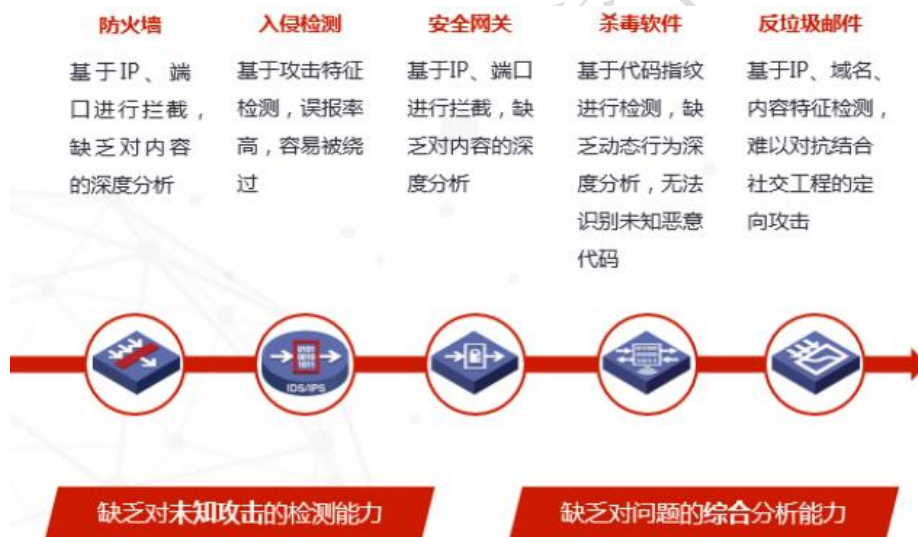 防火墙
基于IP、端
口进行拦截，
缺乏对内容
的深度分析
入侵检测
基于攻击特征
检测，误报率
高，容易被绕
过
安全网关
基于IP、端口
进行拦截，缺
乏对内容的深
度分析
杀毒软件
基于代码指纹
进行检测，缺
乏动态行为深
度分析，无法
识别未知恶意
代码
反垃圾邮件
基于IP、域名、
内容特征检测，
难以对抗结合
社交工程的定
向攻击
0101
0010
1011
IDS/IPS
缺乏对未知攻击的检测能力
缺乏对问题的综合分析能力